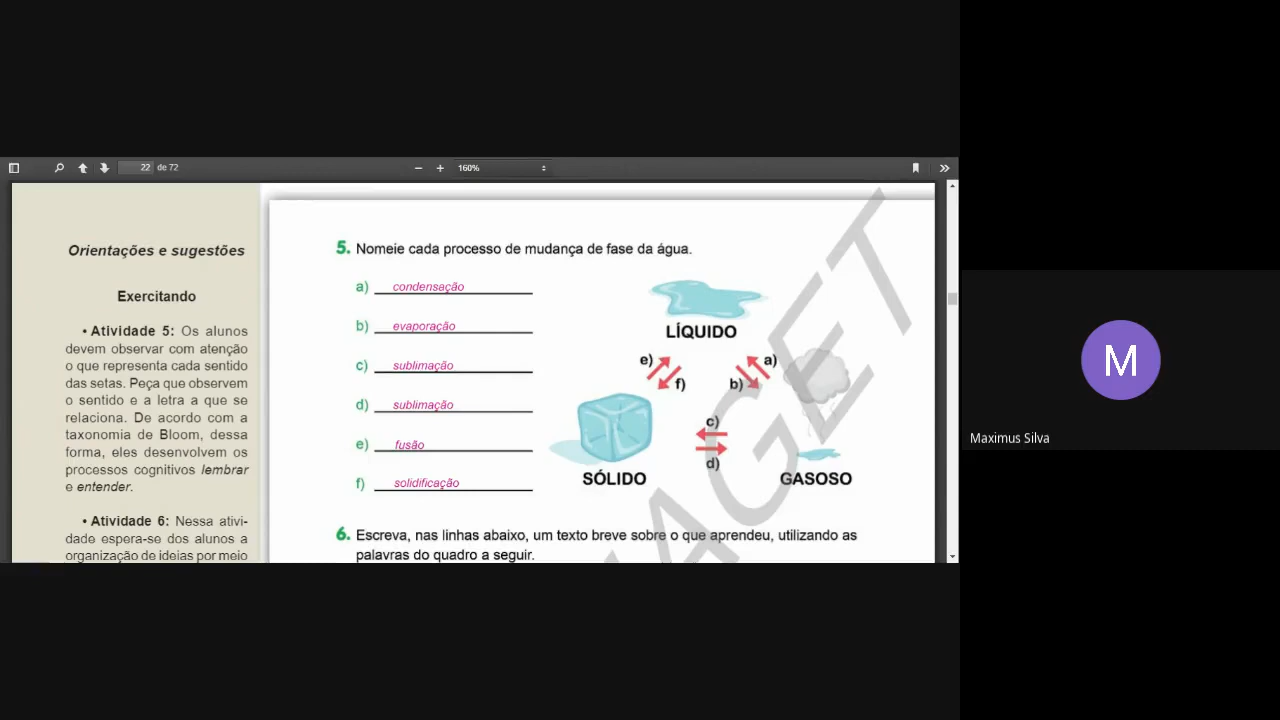 22 de 72
160%
Orientações e sugestões
Exercitando
• Atividade 5: Os alunos
devem observar com atenção
o que representa cada sentido
das setas. Peça que observem
o sentido e a letra a que se
relaciona. De acordo com a
taxonomia de Bloom, dessa
forma, eles desenvolvem os
processos cognitivos lembrar
e entender.
• Atividade 6: Nessa ativi-
dade espera-se dos alunos a
organização de ideias por meio
5. Nomeie cada processo de mudança de fase da água.
a) condensação
b) evaporação
c) sublimação
d) sublimação
e) fusão
f) solidificação
LÍQUIDO
e)
f)
a)
b)
c)
d)
SÓLIDO
GASOSO
6. Escreva, nas linhas abaixo, um texto breve sobre o que aprendeu, utilizando as
palavras do quadro a seguir.
AGET
M
Maximus Silva